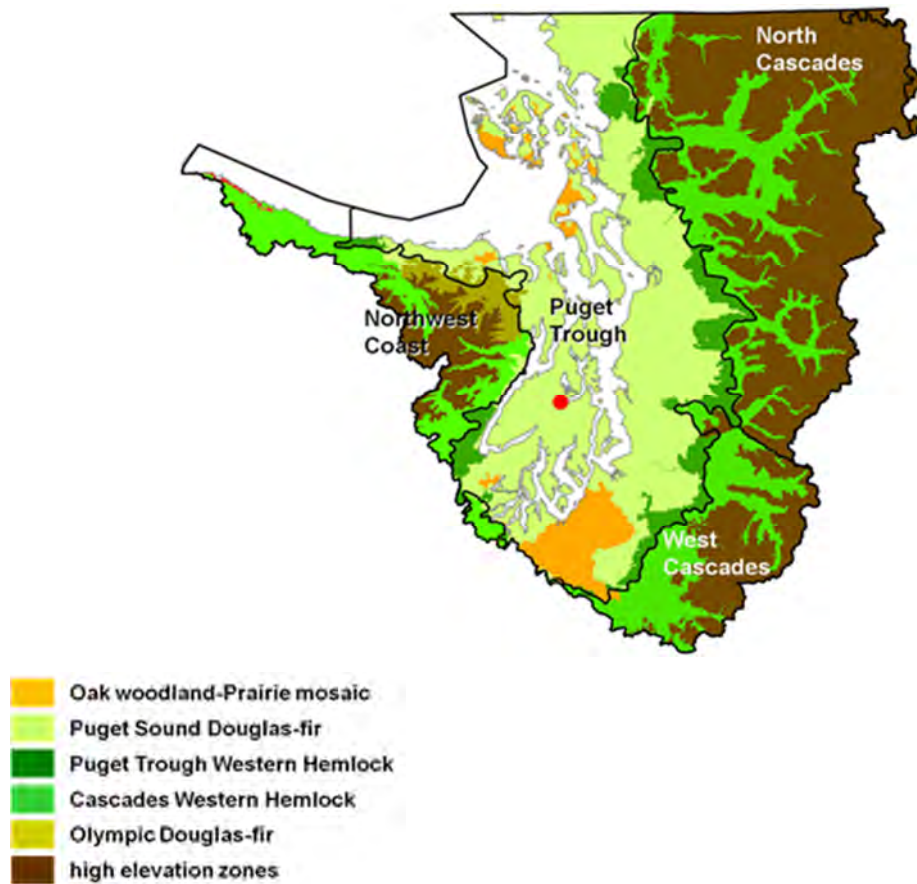 North
Cascades
Northwest
Coast
Puget
Trough
West
Cascades
Oak woodland-Prairie mosaic
Puget Sound Douglas-fir
Puget Trough Western Hemlock
Cascades Western Hemlock
Olympic Douglas-fir
high elevation zones